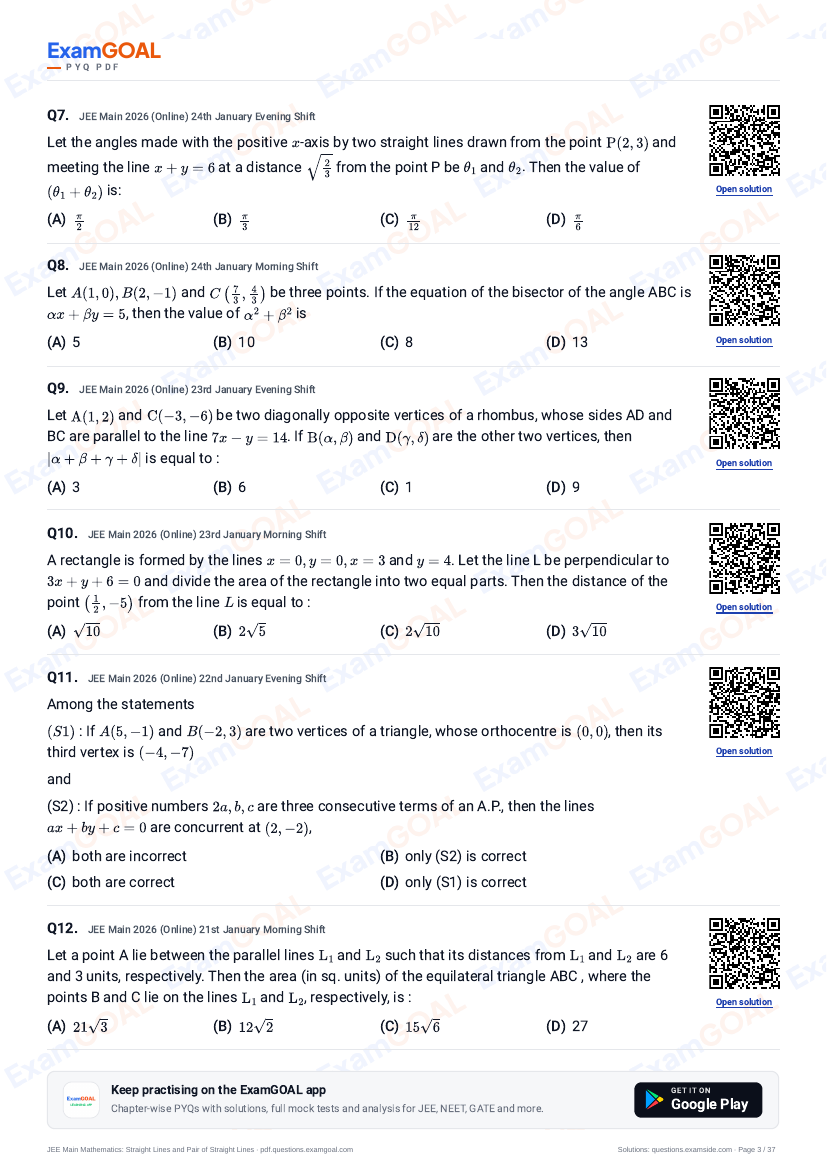 ExamGOAL
PYQ PDF
Q7. JEE Main 2026 (Online) 24th January Evening Shift
Let the angles made with the positive x-axis by two straight lines drawn from the point P(2, 3) and
meeting the line x + y = 6 at a distance √(2/3) from the point P be θ₁ and θ₂. Then the value of
(θ₁ + θ₂) is:
(A) π/2 (B) π/3 (C) π/12 (D) π/6
Open solution
Q8. JEE Main 2026 (Online) 24th January Morning Shift
Let A(1, 0), B(2, −1) and C (7/3, 4/3) be three points. If the equation of the bisector of the angle ABC is
αx + βy = 5, then the value of α² + β² is
(A) 5 (B) 10 (C) 8 (D) 13
Open solution
Q9. JEE Main 2026 (Online) 23rd January Evening Shift
Let A(1, 2) and C(−3, −6) be two diagonally opposite vertices of a rhombus, whose sides AD and
BC are parallel to the line 7x − y = 14. If B(α, β) and D(γ, δ) are the other two vertices, then
|α + β + γ + δ| is equal to :
(A) 3 (B) 6 (C) 1 (D) 9
Open solution
Q10. JEE Main 2026 (Online) 23rd January Morning Shift
A rectangle is formed by the lines x = 0, y = 0, x = 3 and y = 4. Let the line L be perpendicular to
3x + y + 6 = 0 and divide the area of the rectangle into two equal parts. Then the distance of the
point (1/2, −5) from the line L is equal to :
(A) √10 (B) 2√5 (C) 2√10 (D) 3√10
Open solution
Q11. JEE Main 2026 (Online) 22nd January Evening Shift
Among the statements
(S1) : If A(5, −1) and B(−2, 3) are two vertices of a triangle, whose orthocentre is (0, 0), then its
third vertex is (−4, −7)
and
(S2) : If positive numbers 2a, b, c are three consecutive terms of an A.P., then the lines
ax + by + c = 0 are concurrent at (2, −2),
(A) both are incorrect (B) only (S2) is correct
(C) both are correct (D) only (S1) is correct
Open solution
Q12. JEE Main 2026 (Online) 21st January Morning Shift
Let a point A lie between the parallel lines L₁ and L₂ such that its distances from L₁ and L₂ are 6
and 3 units, respectively. Then the area (in sq. units) of the equilateral triangle ABC , where the
points B and C lie on the lines L₁ and L₂, respectively, is :
(A) 21√3 (B) 12√2 (C) 15√6 (D) 27
Open solution
Keep practising on the ExamGOAL app
Chapter-wise PYQs with solutions, full mock tests and analysis for JEE, NEET, GATE and more.
ExamGOAL
GET IT ON
Google Play
JEE Main Mathematics: Straight Lines and Pair of Straight Lines · pdf.questions.examgoal.com
Solutions: questions.examside.com · Page 3 / 37